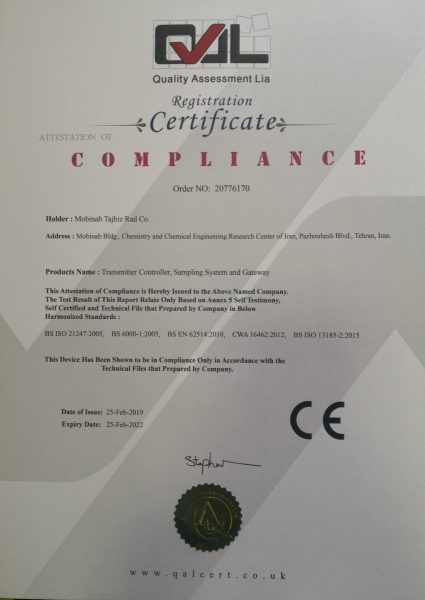 QAL
Quality Assessment Lia
Registration
Certificate
ATTESTATION OF
COMPLIANCE
Order NO: 20776170
Holder : Mobinab Tajhiz Rad Co.
Address : Mobinab Bldg., Chemistry and Chemical Engineering Research Center of Iran, Pazhouhesh Blvd., Tehran, Iran.
Products Name : Transmitter Controller, Sampling System and Gateway
This Attestation of Compliance is Hereby Issued to the Above Named Company.
The Test Result of This Report Relate Only Based on Annex 5 Self Testimony,
Self Certified and Technical File that Prepared by Company in Below
Harmonized Standards :
BS ISO 21247:2005, BS 6000-1:2005, BS EN 62514:2010, CWA 16462:2012, BS ISO 13185-2:2015
This Device Has Been Shown to be in Compliance Only in Accordance with the
Technical Files that Prepared by Company.
Date of Issue: 25-Feb-2019
Expiry Date: 25-Feb-2022
CE
Stephen
www.qalcert.co.uk